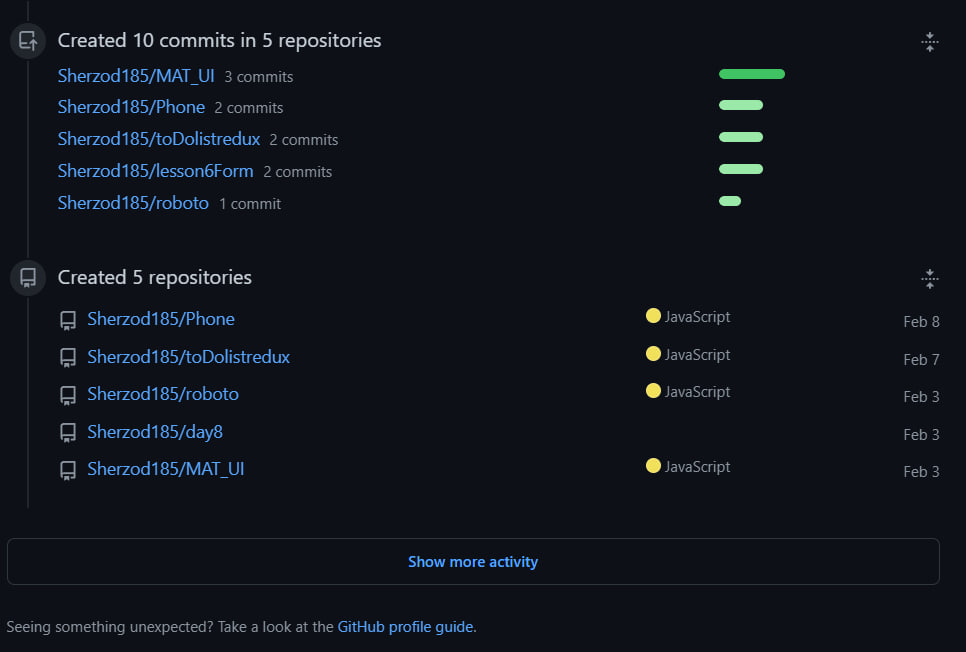 Created 10 commits in 5 repositories
Sherzod185/MAT_UI 3 commits
Sherzod185/Phone 2 commits
Sherzod185/toDolistredux 2 commits
Sherzod185/lesson6Form 2 commits
Sherzod185/roboto 1 commit
Created 5 repositories
Sherzod185/Phone JavaScript Feb 8
Sherzod185/toDolistredux JavaScript Feb 7
Sherzod185/roboto JavaScript Feb 3
Sherzod185/day8 Feb 3
Sherzod185/MAT_UI JavaScript Feb 3
Show more activity
Seeing something unexpected? Take a look at the GitHub profile guide.